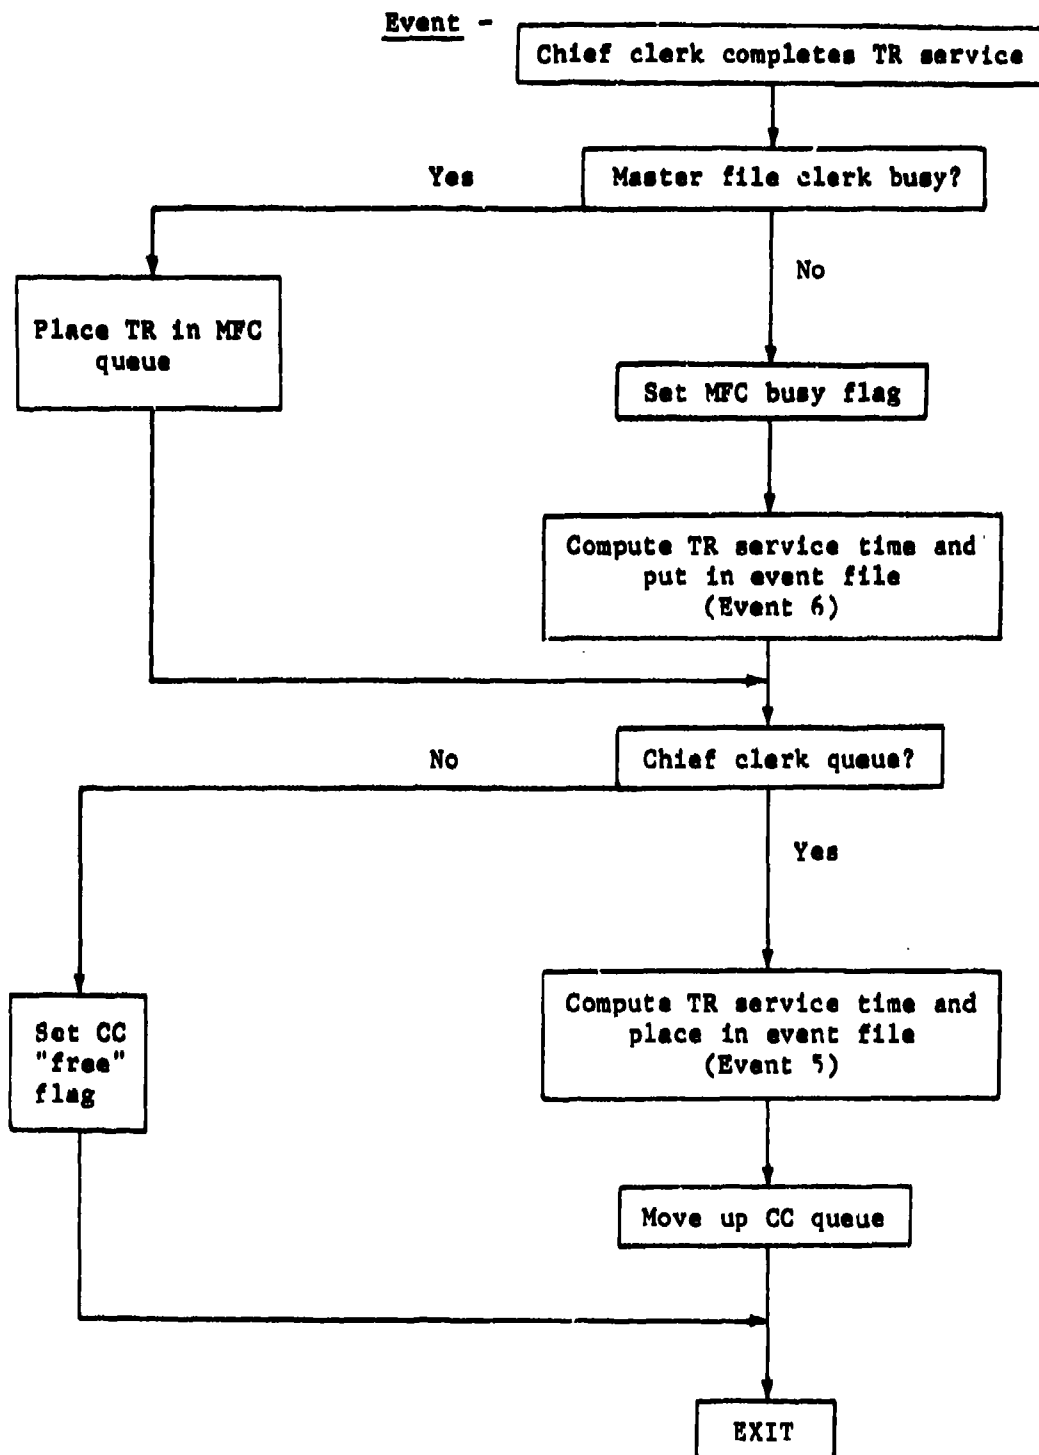 Event -
Chief clerk completes TR service
Master file clerk busy?
Yes
No
Place TR in MFC
queue
Set MFC busy flag
Compute TR service time and
put in event file
(Event 6)
Chief clerk queue?
No
Yes
Compute TR service time and
place in event file
(Event 5)
Set CC
"free"
flag
Move up CC queue
EXIT